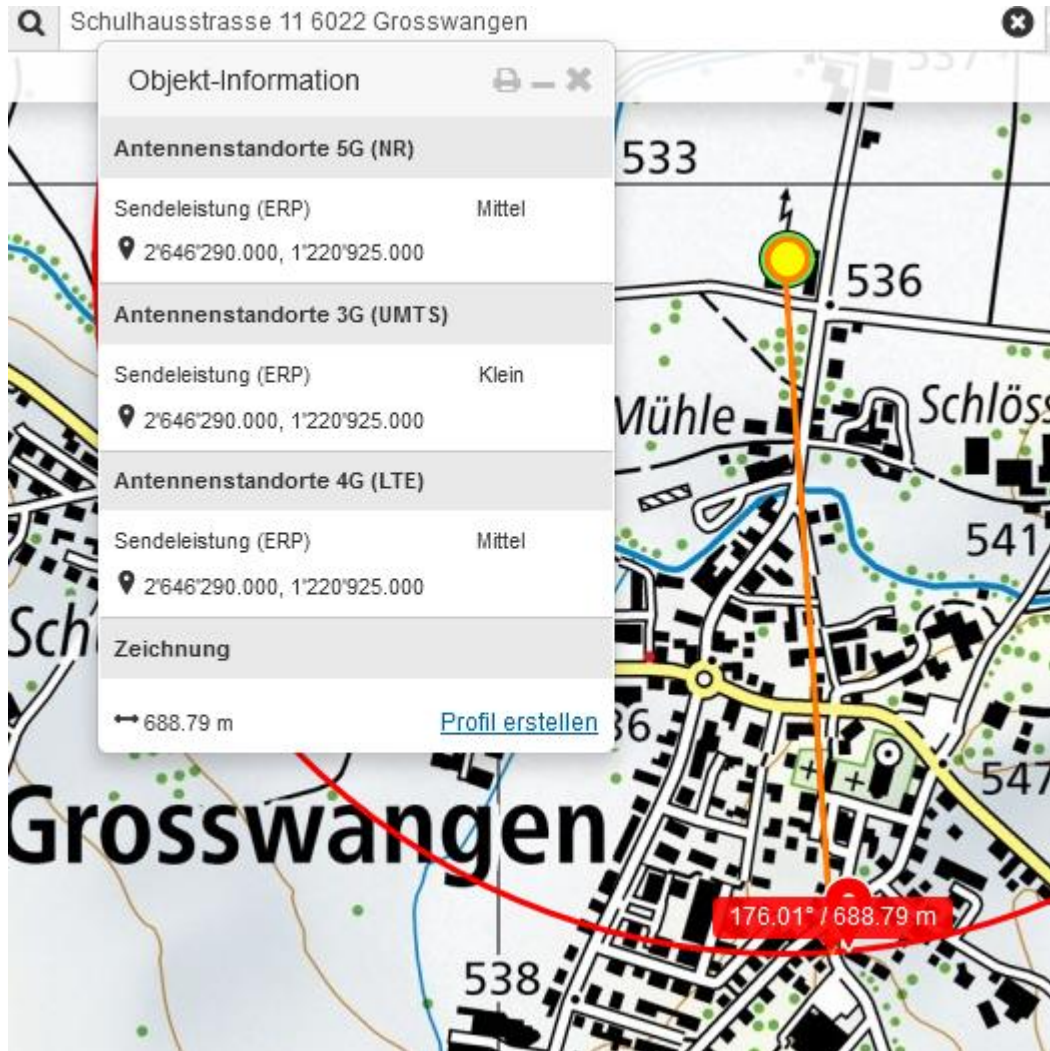 Schulhausstrasse 11 6022 Grosswangen
537
Objekt-Information
Antennenstandorte 5G (NR)
Sendeleistung (ERP) Mittel
2'646'290.000, 1'220'925.000
Antennenstandorte 3G (UMTS)
Sendeleistung (ERP) Klein
2'646'290.000, 1'220'925.000
Antennenstandorte 4G (LTE)
Sendeleistung (ERP) Mittel
2'646'290.000, 1'220'925.000
Zeichnung
688.79 m Profil erstellen
533
536
Mühle
Schlöss
541
Sch
36
547
Grosswangen
176.01° / 688.79 m
538